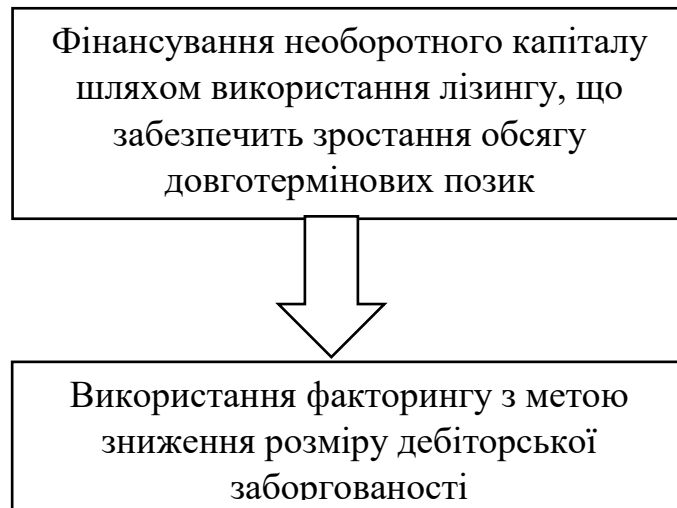 Фінансування необоротного капіталу
шляхом використання лізингу, що
забезпечить зростання обсягу
довготермінових позик
Використання факторингу з метою
зниження розміру дебіторської
заборгованості